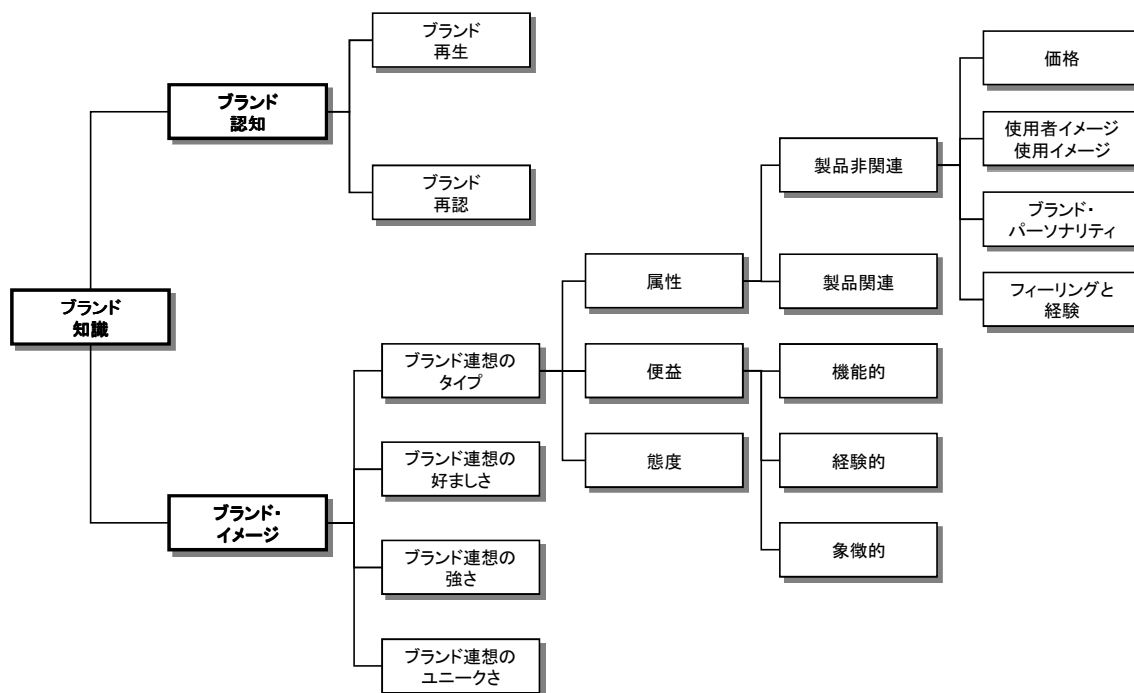 ブランド
再生
ブランド
認知
ブランド
再認
ブランド
知識
ブランド・
イメージ
ブランド連想の
タイプ
ブランド連想の
好ましさ
ブランド連想の
強さ
ブランド連想の
ユニークさ
属性
便益
態度
製品非関連
製品関連
機能的
経験的
象徴的
価格
使用者イメージ
使用イメージ
ブランド・
パーソナリティ
フィーリングと
経験